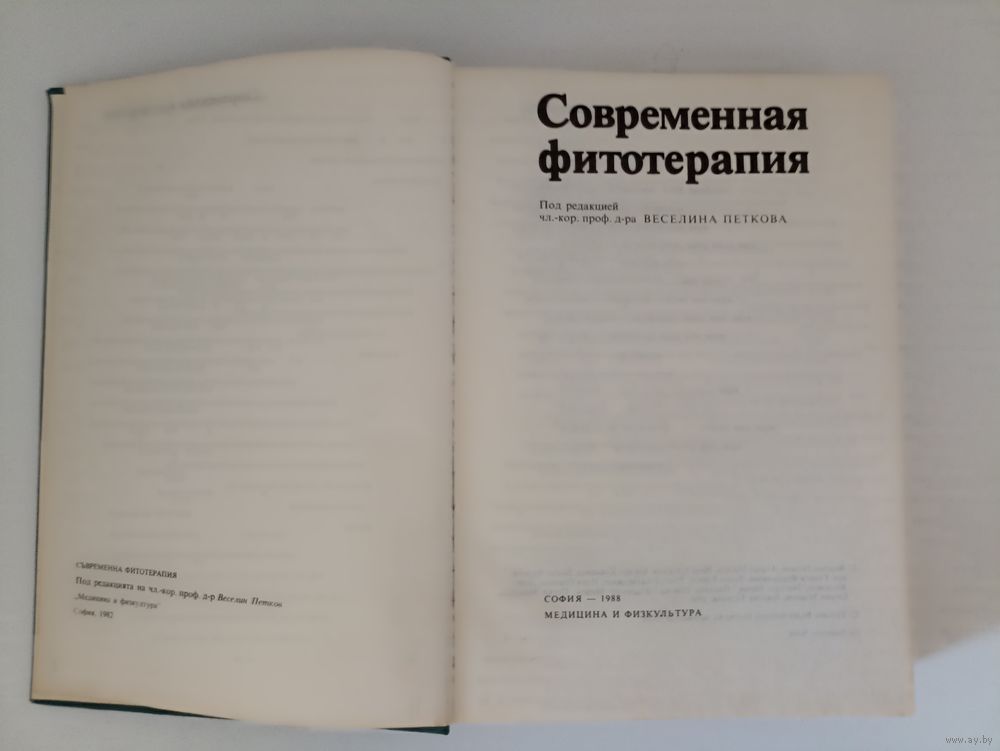 СЪВРЕМЕННА ФИТОТЕРАПИЯ
Под редакцията на чл.-кор. проф. д-р Веселин Петков
„Медицина и физкултура"
София, 1982
Современная
фитотерапия
Под редакцией
чл.-кор. проф. д-ра ВЕСЕЛИНА ПЕТКОВА
СОФИЯ — 1988
МЕДИЦИНА И ФИЗКУЛЬТУРА
www.ay.by